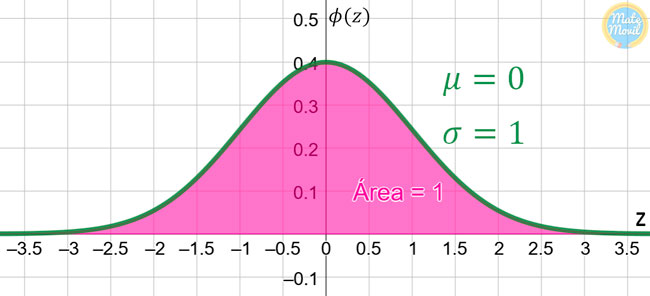 Mate
Movil
0.5
ϕ(z)
0.4
μ = 0
0.3
σ = 1
0.2
0.1
Área = 1
z
−3.5 −3 −2.5 −2 −1.5 −1 −0.5 0 0.5 1 1.5 2 2.5 3 3.5
−0.1